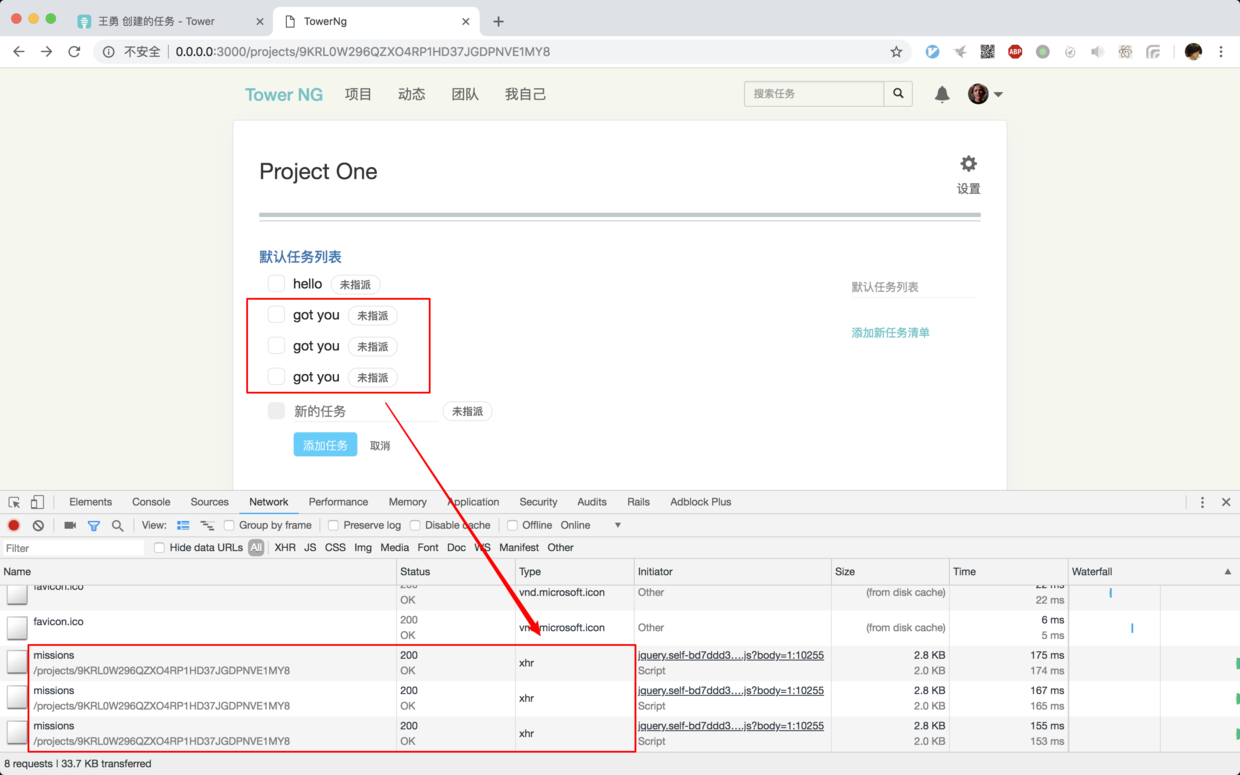 王勇 创建的任务 - Tower
TowerNg
不安全 0.0.0.0:3000/projects/9KRL0W296QZXO4RP1HD37JGDPNVE1MY8
ABP
Tower NG 项目 动态 团队 我自己 搜索任务
Project One
设置
默认任务列表
hello 未指派
默认任务列表
got you 未指派
添加新任务清单
got you 未指派
got you 未指派
新的任务 未指派
添加任务 取消
Elements Console Sources Network Performance Memory Application Security Audits Rails Adblock Plus
View: Group by frame Preserve log Disable cache Offline Online
Filter Hide data URLs All XHR JS CSS Img Media Font Doc WS Manifest Other
Name Status Type Initiator Size Time Waterfall
favicon.ico 200 vnd.microsoft.icon Other (from disk cache) 22 ms
OK 22 ms
favicon.ico 200 vnd.microsoft.icon Other (from disk cache) 6 ms
OK 5 ms
missions 200 xhr jquery.self-bd7ddd3....js?body=1:10255 2.8 KB 175 ms
/projects/9KRL0W296QZXO4RP1HD37JGDPNVE1MY8 OK Script 2.0 KB 174 ms
missions 200 xhr jquery.self-bd7ddd3....js?body=1:10255 2.8 KB 167 ms
/projects/9KRL0W296QZXO4RP1HD37JGDPNVE1MY8 OK Script 2.0 KB 165 ms
missions 200 xhr jquery.self-bd7ddd3....js?body=1:10255 2.8 KB 155 ms
/projects/9KRL0W296QZXO4RP1HD37JGDPNVE1MY8 OK Script 2.0 KB 153 ms
8 requests | 33.7 KB transferred